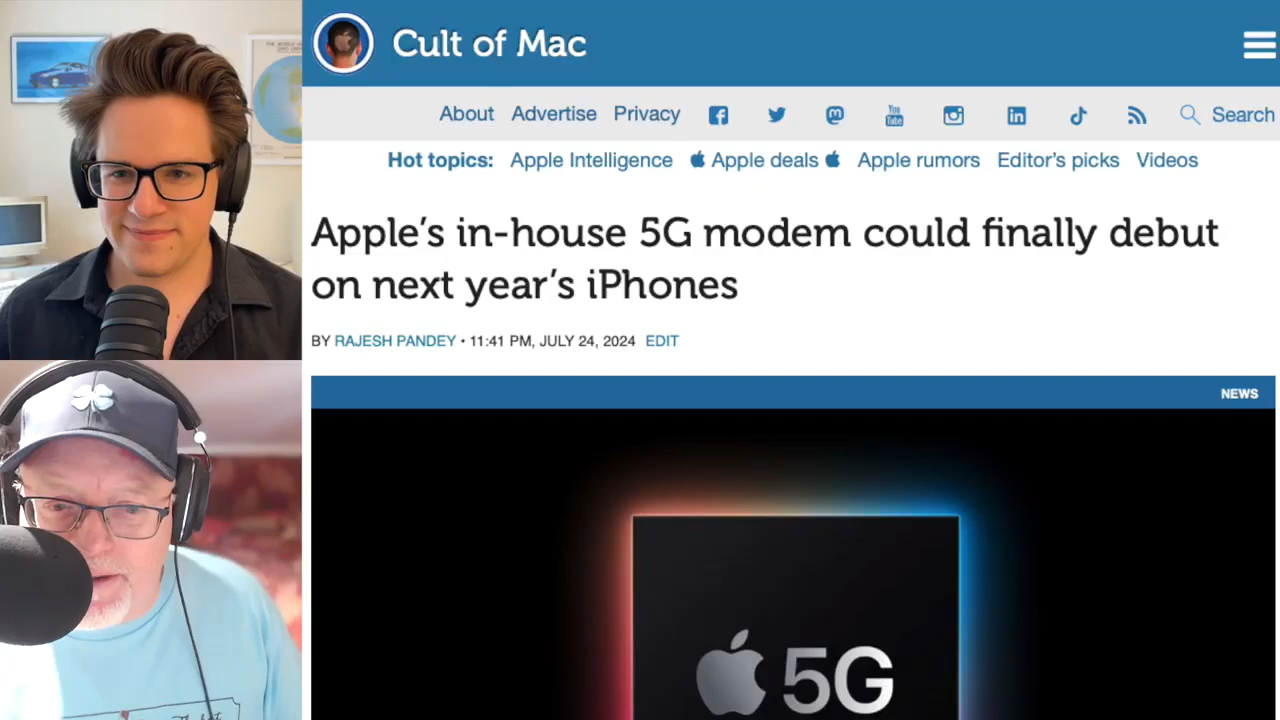 Cult of Mac
About Advertise Privacy Search
Hot topics: Apple Intelligence Apple deals Apple rumors Editor's picks Videos
Apple's in-house 5G modem could finally debut
on next year's iPhones
BY RAJESH PANDEY • 11:41 PM, JULY 24, 2024 EDIT
NEWS
5G